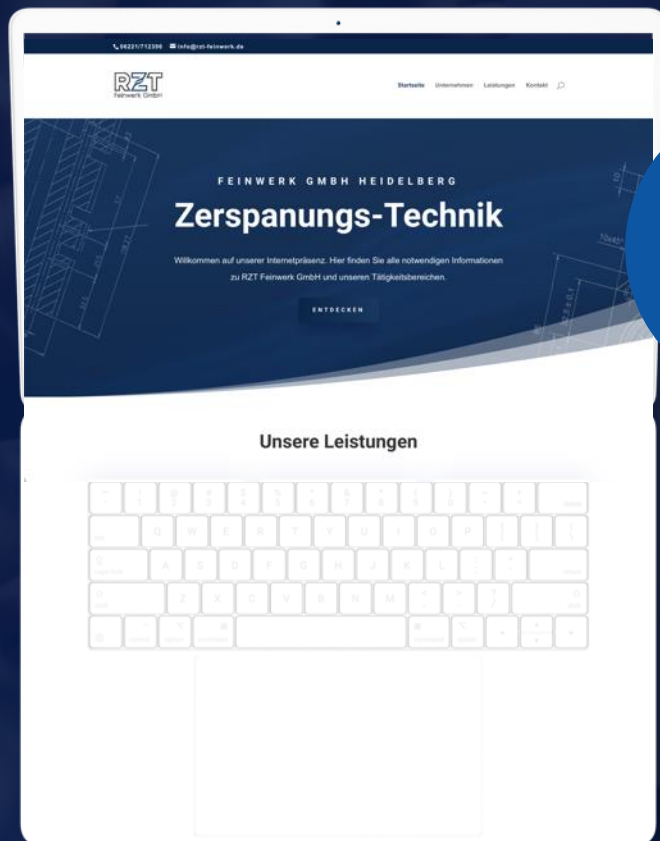 06221/712396 info@rzt-feinwerk.de
RZT
Feinwerk GmbH
Startseite Unternehmen Leistungen Kontakt
FEINWERK GMBH HEIDELBERG
Zerspanungs-Technik
Willkommen auf unserer Internetpräsenz. Hier finden Sie alle notwendigen Informationen
zu RZT Feinwerk GmbH und unseren Tätigkeitsbereichen.
ENTDECKEN
Unsere Leistungen
Q W E R T Y U I O P
A S D F G H J K L
Z X C V B N M